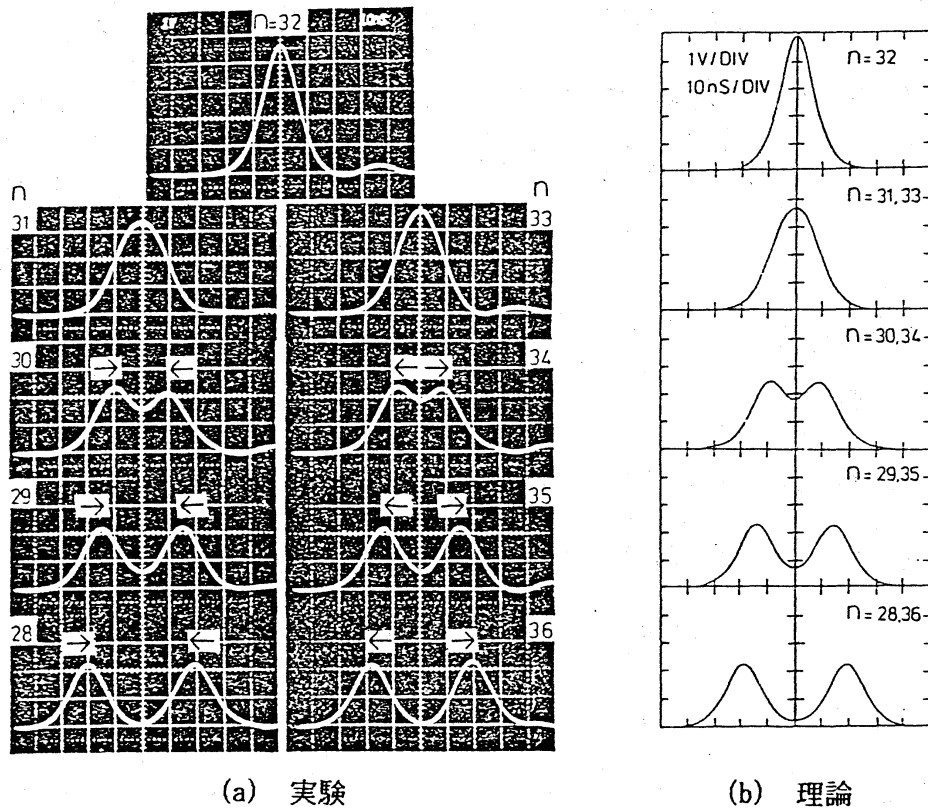 n=32
10nS
n
n
31
33
30
34
→ ←
← →
29
35
→ ←
← →
28
36
→ ←
← →
(a) 実験
1V/DIV
10nS/DIV
n=32
n=31,33
n=30,34
n=29,35
n=28,36
(b) 理論